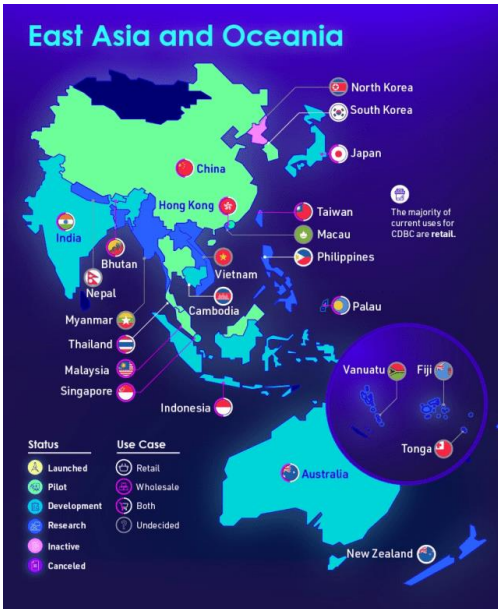 East Asia and Oceania
North Korea
South Korea
Japan
China
Hong Kong
Taiwan
The majority of
current uses for
CDBC are retail.
Macau
India
Philippines
Bhutan
Vietnam
Nepal
Cambodia
Palau
Myanmar
Thailand
Malaysia
Singapore
Indonesia
Vanuatu
Fiji
Tonga
Australia
New Zealand
Status
Launched
Pilot
Development
Research
Inactive
Canceled
Use Case
Retail
Wholesale
Both
Undecided